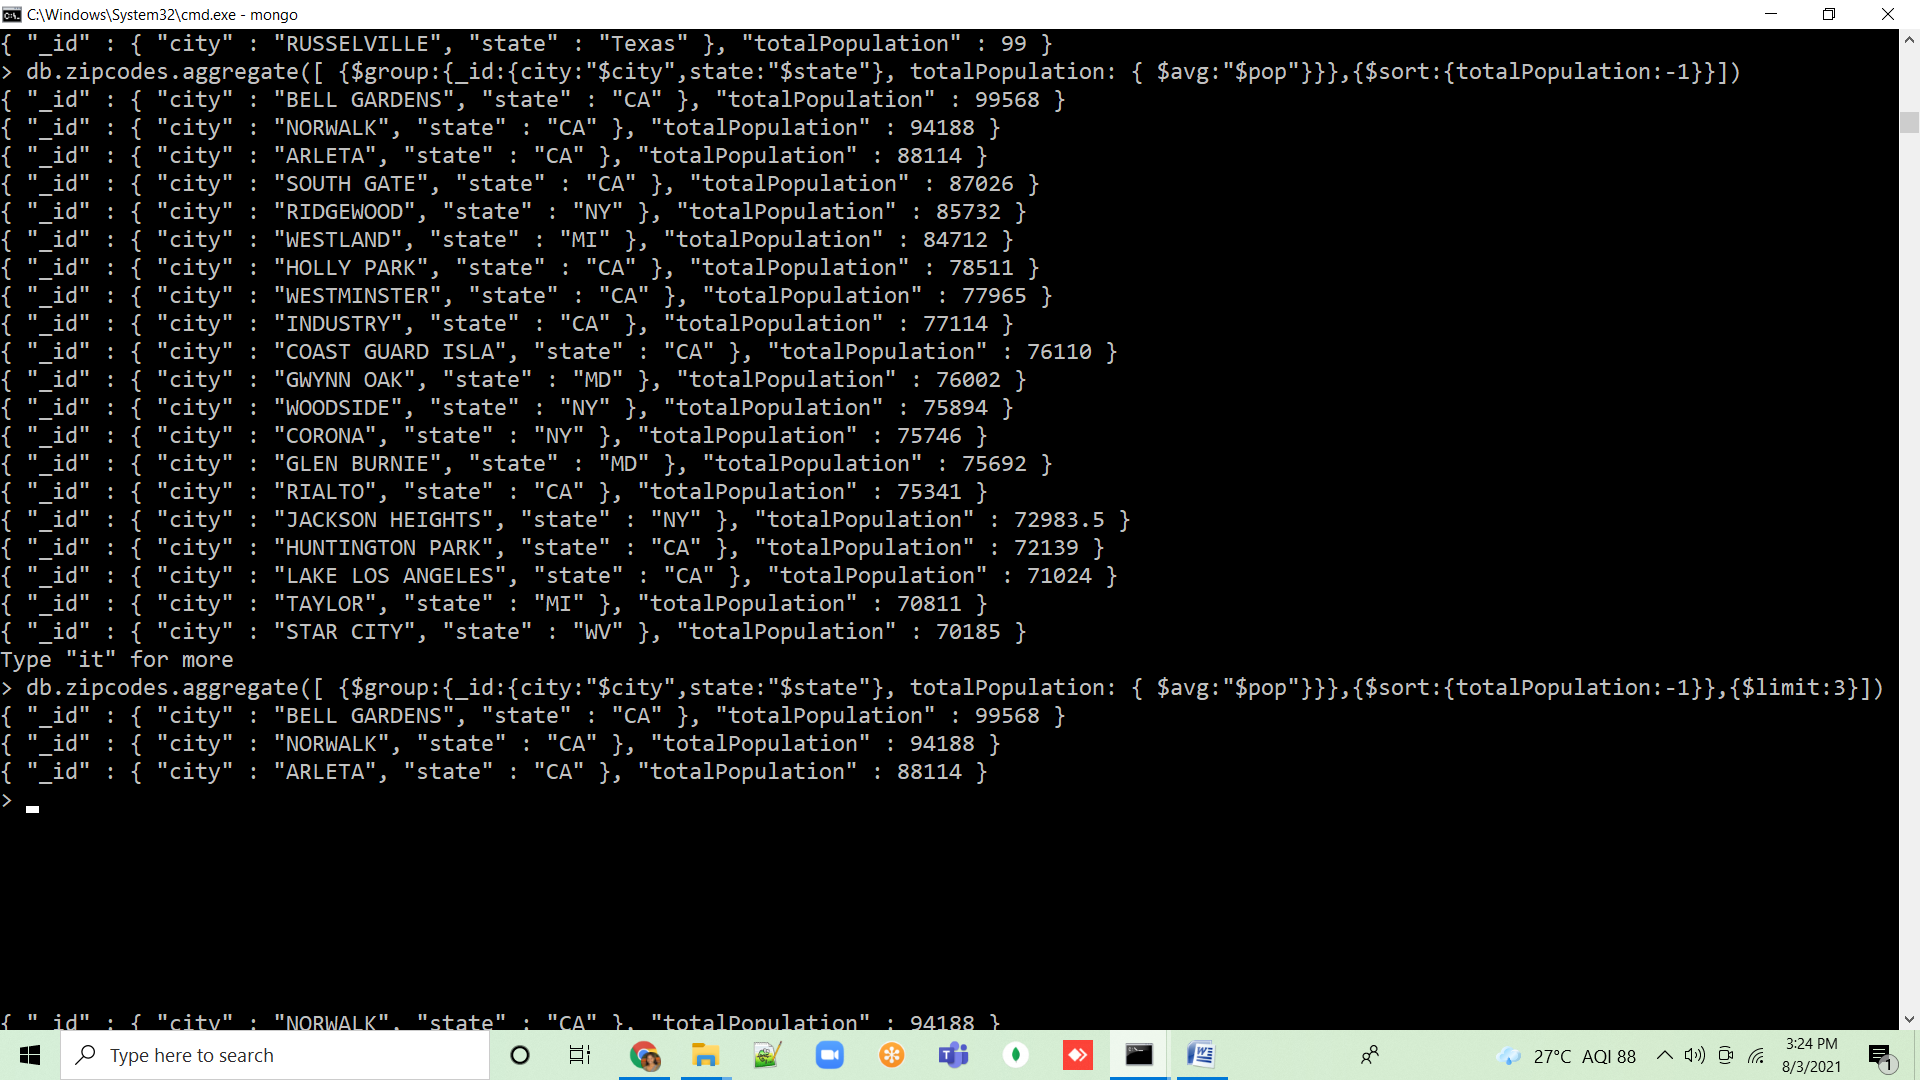 C:\Windows\System32\cmd.exe - mongo
{ "_id" : { "city" : "RUSSELVILLE", "state" : "Texas" }, "totalPopulation" : 99 }
> db.zipcodes.aggregate([ {$group:{_id:{city:"$city",state:"$state"}, totalPopulation: { $avg:"$pop"}}},{$sort:{totalPopulation:-1}}])
{ "_id" : { "city" : "BELL GARDENS", "state" : "CA" }, "totalPopulation" : 99568 }
{ "_id" : { "city" : "NORWALK", "state" : "CA" }, "totalPopulation" : 94188 }
{ "_id" : { "city" : "ARLETA", "state" : "CA" }, "totalPopulation" : 88114 }
{ "_id" : { "city" : "SOUTH GATE", "state" : "CA" }, "totalPopulation" : 87026 }
{ "_id" : { "city" : "RIDGEWOOD", "state" : "NY" }, "totalPopulation" : 85732 }
{ "_id" : { "city" : "WESTLAND", "state" : "MI" }, "totalPopulation" : 84712 }
{ "_id" : { "city" : "HOLLY PARK", "state" : "CA" }, "totalPopulation" : 78511 }
{ "_id" : { "city" : "WESTMINSTER", "state" : "CA" }, "totalPopulation" : 77965 }
{ "_id" : { "city" : "INDUSTRY", "state" : "CA" }, "totalPopulation" : 77114 }
{ "_id" : { "city" : "COAST GUARD ISLA", "state" : "CA" }, "totalPopulation" : 76110 }
{ "_id" : { "city" : "GWYNN OAK", "state" : "MD" }, "totalPopulation" : 76002 }
{ "_id" : { "city" : "WOODSIDE", "state" : "NY" }, "totalPopulation" : 75894 }
{ "_id" : { "city" : "CORONA", "state" : "NY" }, "totalPopulation" : 75746 }
{ "_id" : { "city" : "GLEN BURNIE", "state" : "MD" }, "totalPopulation" : 75692 }
{ "_id" : { "city" : "RIALTO", "state" : "CA" }, "totalPopulation" : 75341 }
{ "_id" : { "city" : "JACKSON HEIGHTS", "state" : "NY" }, "totalPopulation" : 72983.5 }
{ "_id" : { "city" : "HUNTINGTON PARK", "state" : "CA" }, "totalPopulation" : 72139 }
{ "_id" : { "city" : "LAKE LOS ANGELES", "state" : "CA" }, "totalPopulation" : 71024 }
{ "_id" : { "city" : "TAYLOR", "state" : "MI" }, "totalPopulation" : 70811 }
{ "_id" : { "city" : "STAR CITY", "state" : "WV" }, "totalPopulation" : 70185 }
Type "it" for more
> db.zipcodes.aggregate([ {$group:{_id:{city:"$city",state:"$state"}, totalPopulation: { $avg:"$pop"}}},{$sort:{totalPopulation:-1}},{$limit:3}])
{ "_id" : { "city" : "BELL GARDENS", "state" : "CA" }, "totalPopulation" : 99568 }
{ "_id" : { "city" : "NORWALK", "state" : "CA" }, "totalPopulation" : 94188 }
{ "_id" : { "city" : "ARLETA", "state" : "CA" }, "totalPopulation" : 88114 }
>
{ "_id" : { "city" : "NORWALK", "state" : "CA" }, "totalPopulation" : 94188 }
Type here to search
27°C AQI 88
3:24 PM
8/3/2021
1